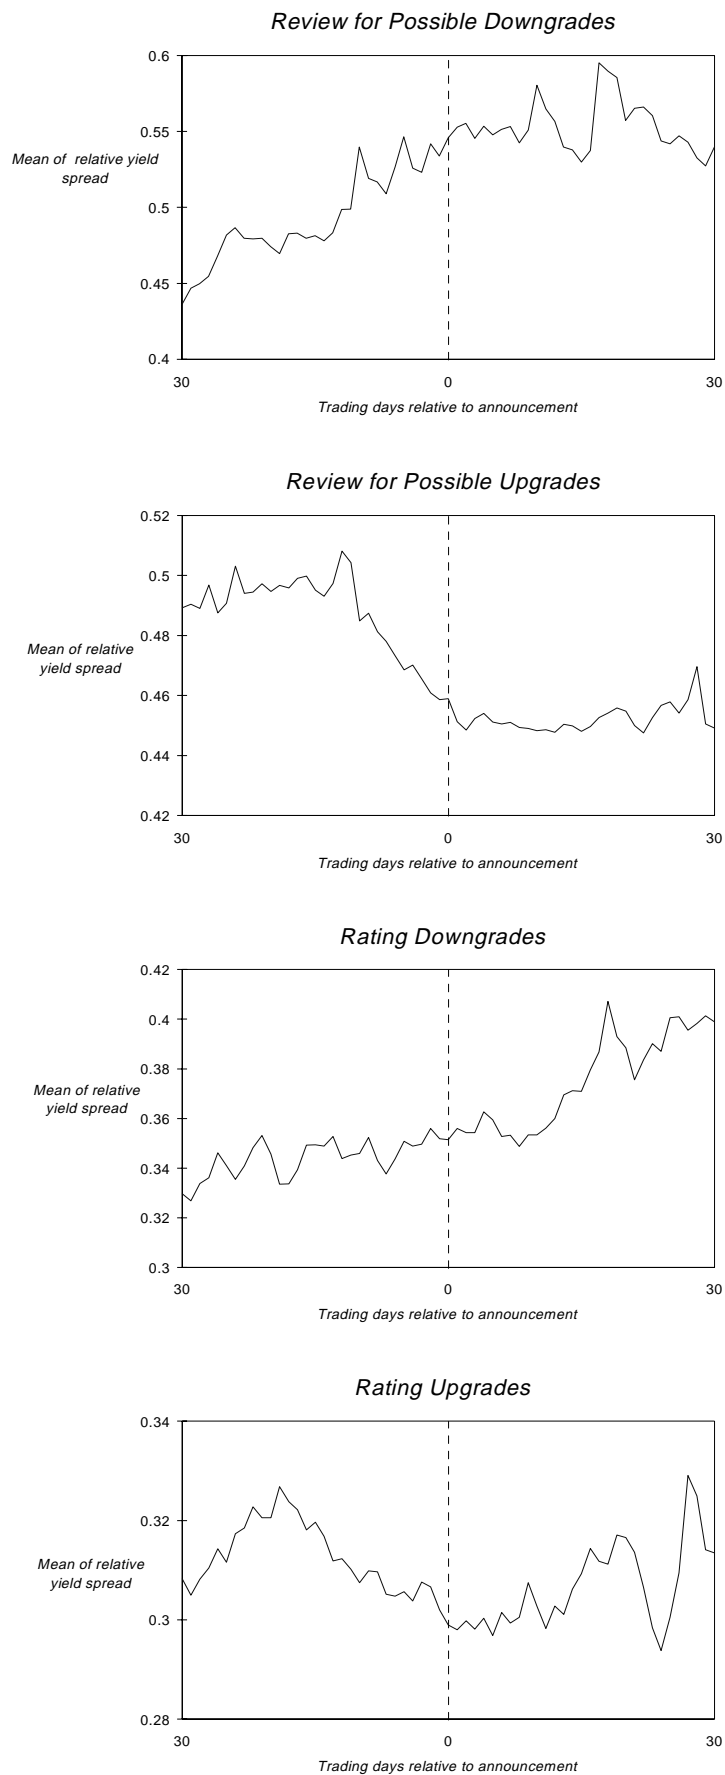 Review for Possible Downgrades
0.6
0.55
Mean of relative yield
spread
0.5
0.45
0.4
30 0 30
Trading days relative to announcement
Review for Possible Upgrades
0.52
0.5
0.48
Mean of relative
yield spread
0.46
0.44
0.42
30 0 30
Trading days relative to announcement
Rating Downgrades
0.42
0.4
0.38
Mean of relative
yield spread
0.36
0.34
0.32
0.3
30 0 30
Trading days relative to announcement
Rating Upgrades
0.34
0.32
Mean of relative
yield spread
0.3
0.28
30 0 30
Trading days relative to announcement